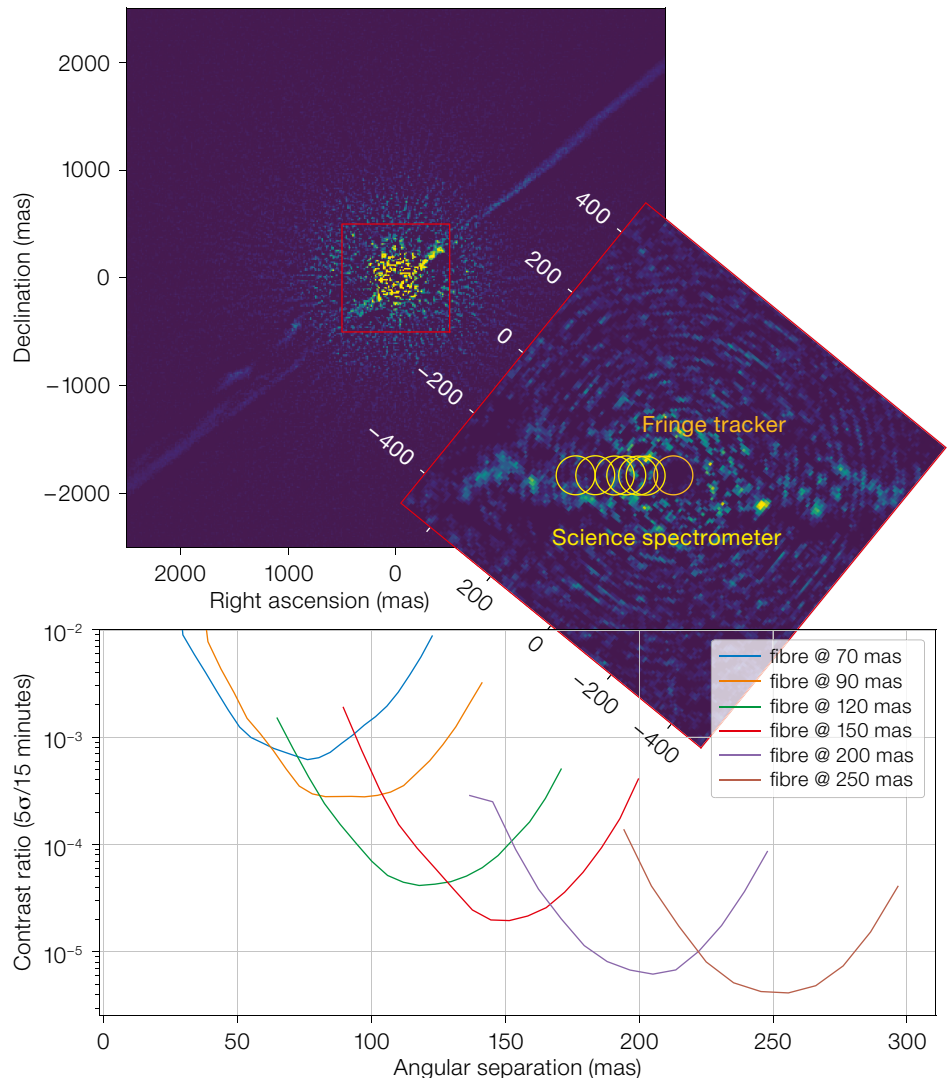 Declination (mas)
2000
1000
0
−1000
−2000
2000
1000
0
Right ascension (mas)
400
200
0
−200
−400
200
0
−200
−400
Fringe tracker
Science spectrometer
Contrast ratio (5σ/15 minutes)
10−2
10−3
10−4
10−5
fibre @ 70 mas
fibre @ 90 mas
fibre @ 120 mas
fibre @ 150 mas
fibre @ 200 mas
fibre @ 250 mas
0
50
100
150
200
250
300
Angular separation (mas)